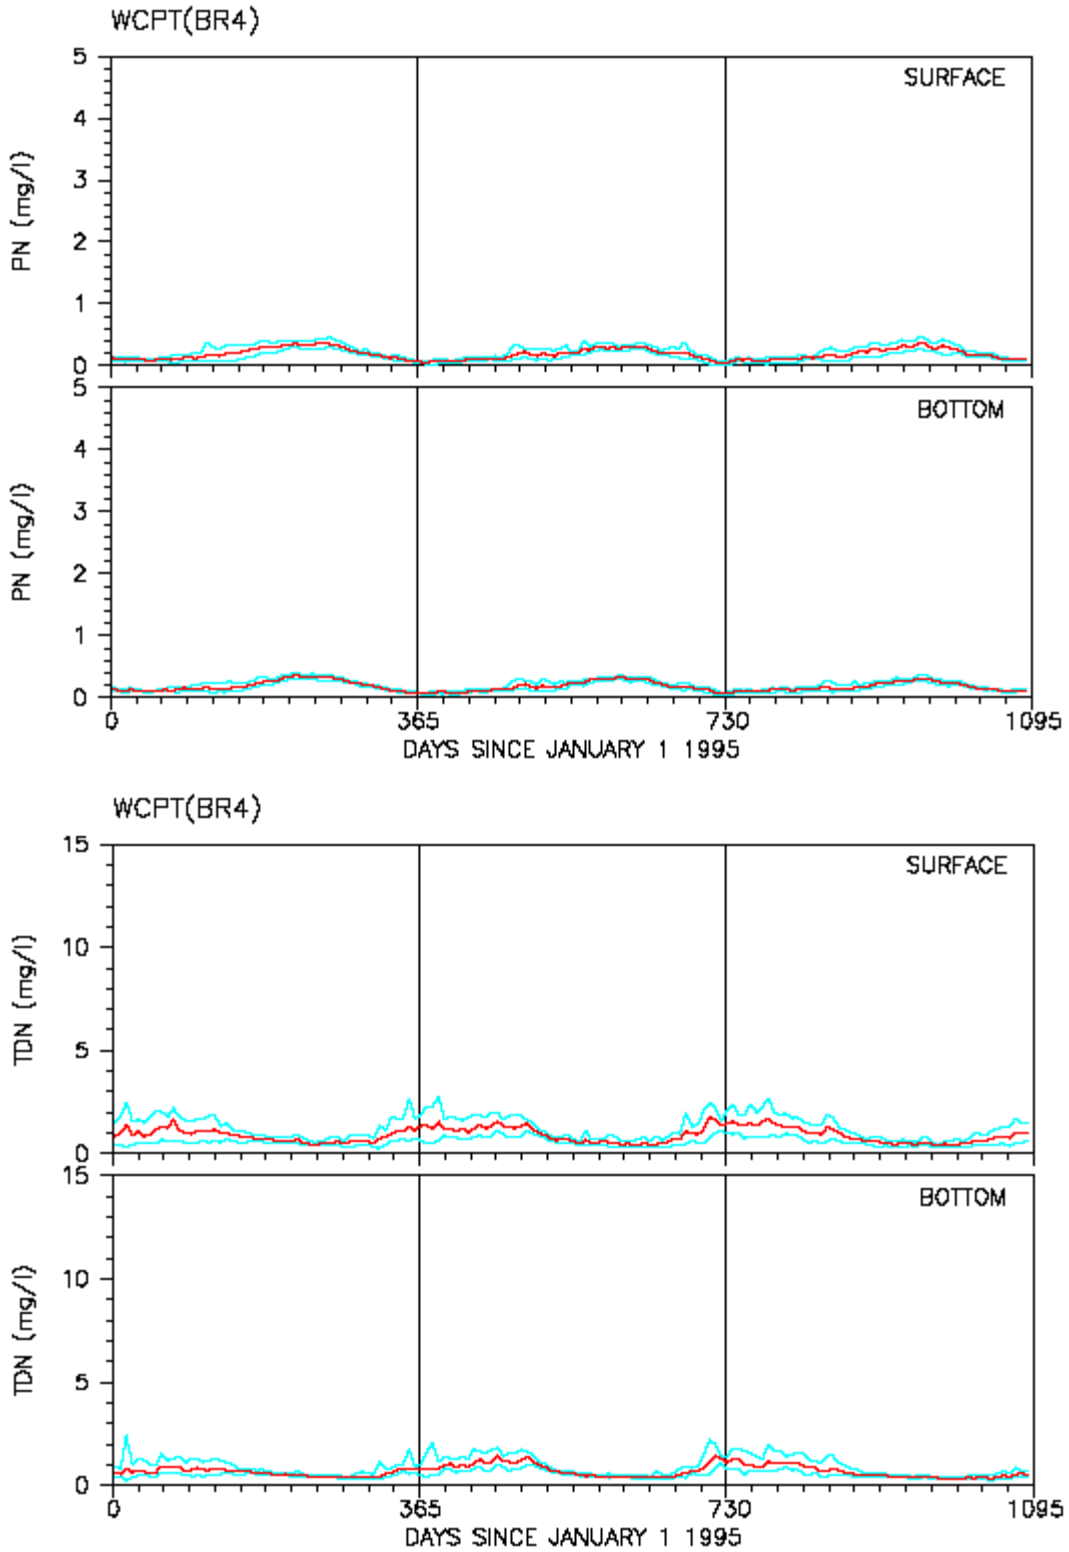 WCPT(BR4)
5
SURFACE
4
PN (mg/l)
3
2
1
0
5
BOTTOM
4
PN (mg/l)
3
2
1
0
0 365 730 1095
DAYS SINCE JANUARY 1 1995
WCPT(BR4)
15
SURFACE
10
TDN (mg/l)
5
0
15
BOTTOM
10
TDN (mg/l)
5
0
0 365 730 1095
DAYS SINCE JANUARY 1 1995